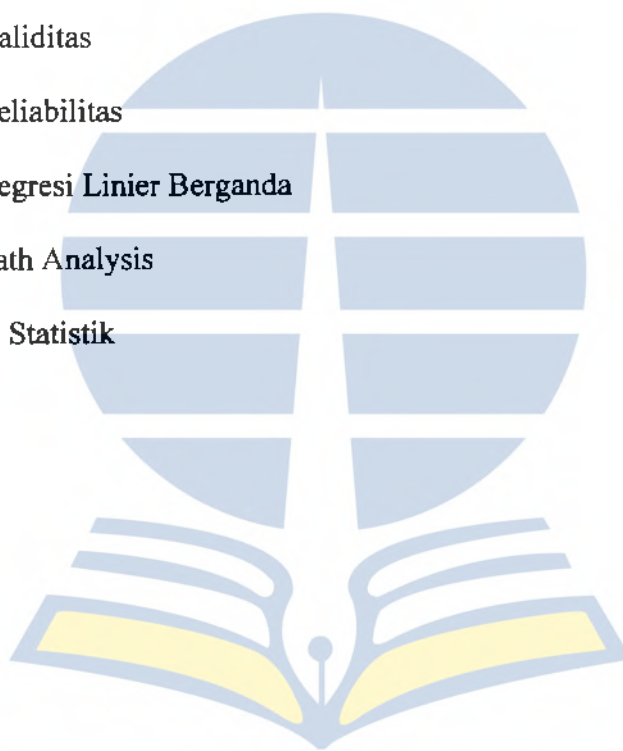 aliditas
eliabilitas
egresi Linier Berganda
ath Analysis
Statistik